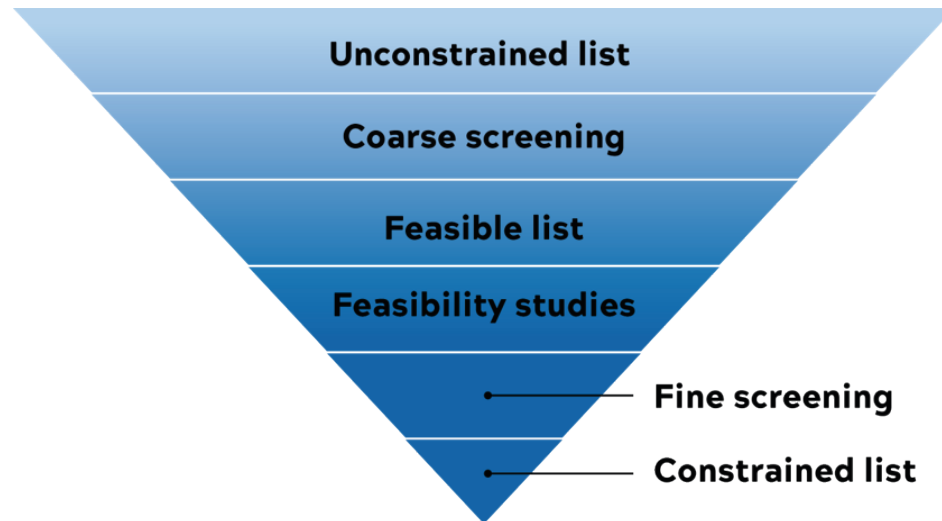 Unconstrained list
Coarse screening
Feasible list
Feasibility studies
Fine screening
Constrained list